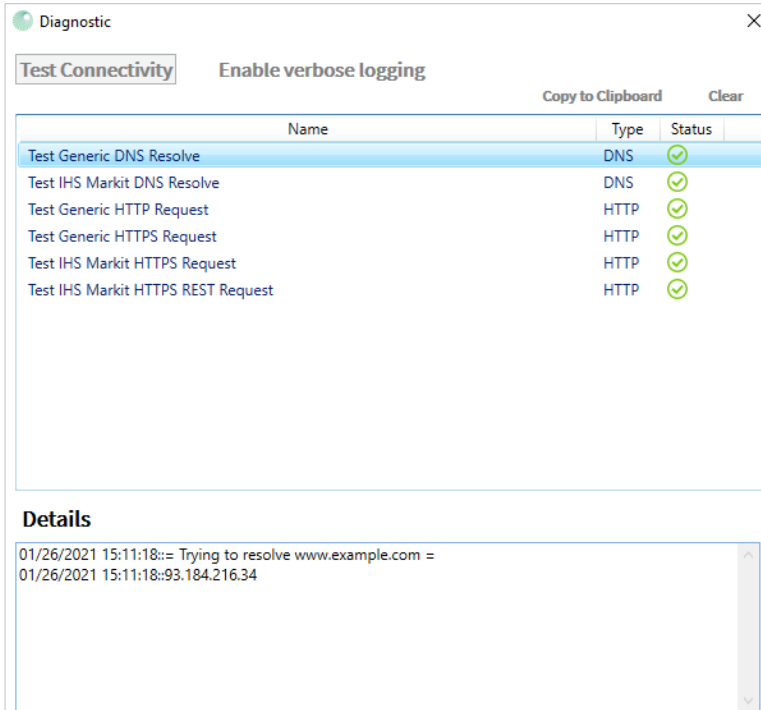 Diagnostic
Test Connectivity Enable verbose logging
Copy to Clipboard Clear
Name Type Status
Test Generic DNS Resolve DNS
Test IHS Markit DNS Resolve DNS
Test Generic HTTP Request HTTP
Test Generic HTTPS Request HTTP
Test IHS Markit HTTPS Request HTTP
Test IHS Markit HTTPS REST Request HTTP
Details
01/26/2021 15:11:18::= Trying to resolve www.example.com =
01/26/2021 15:11:18::93.184.216.34